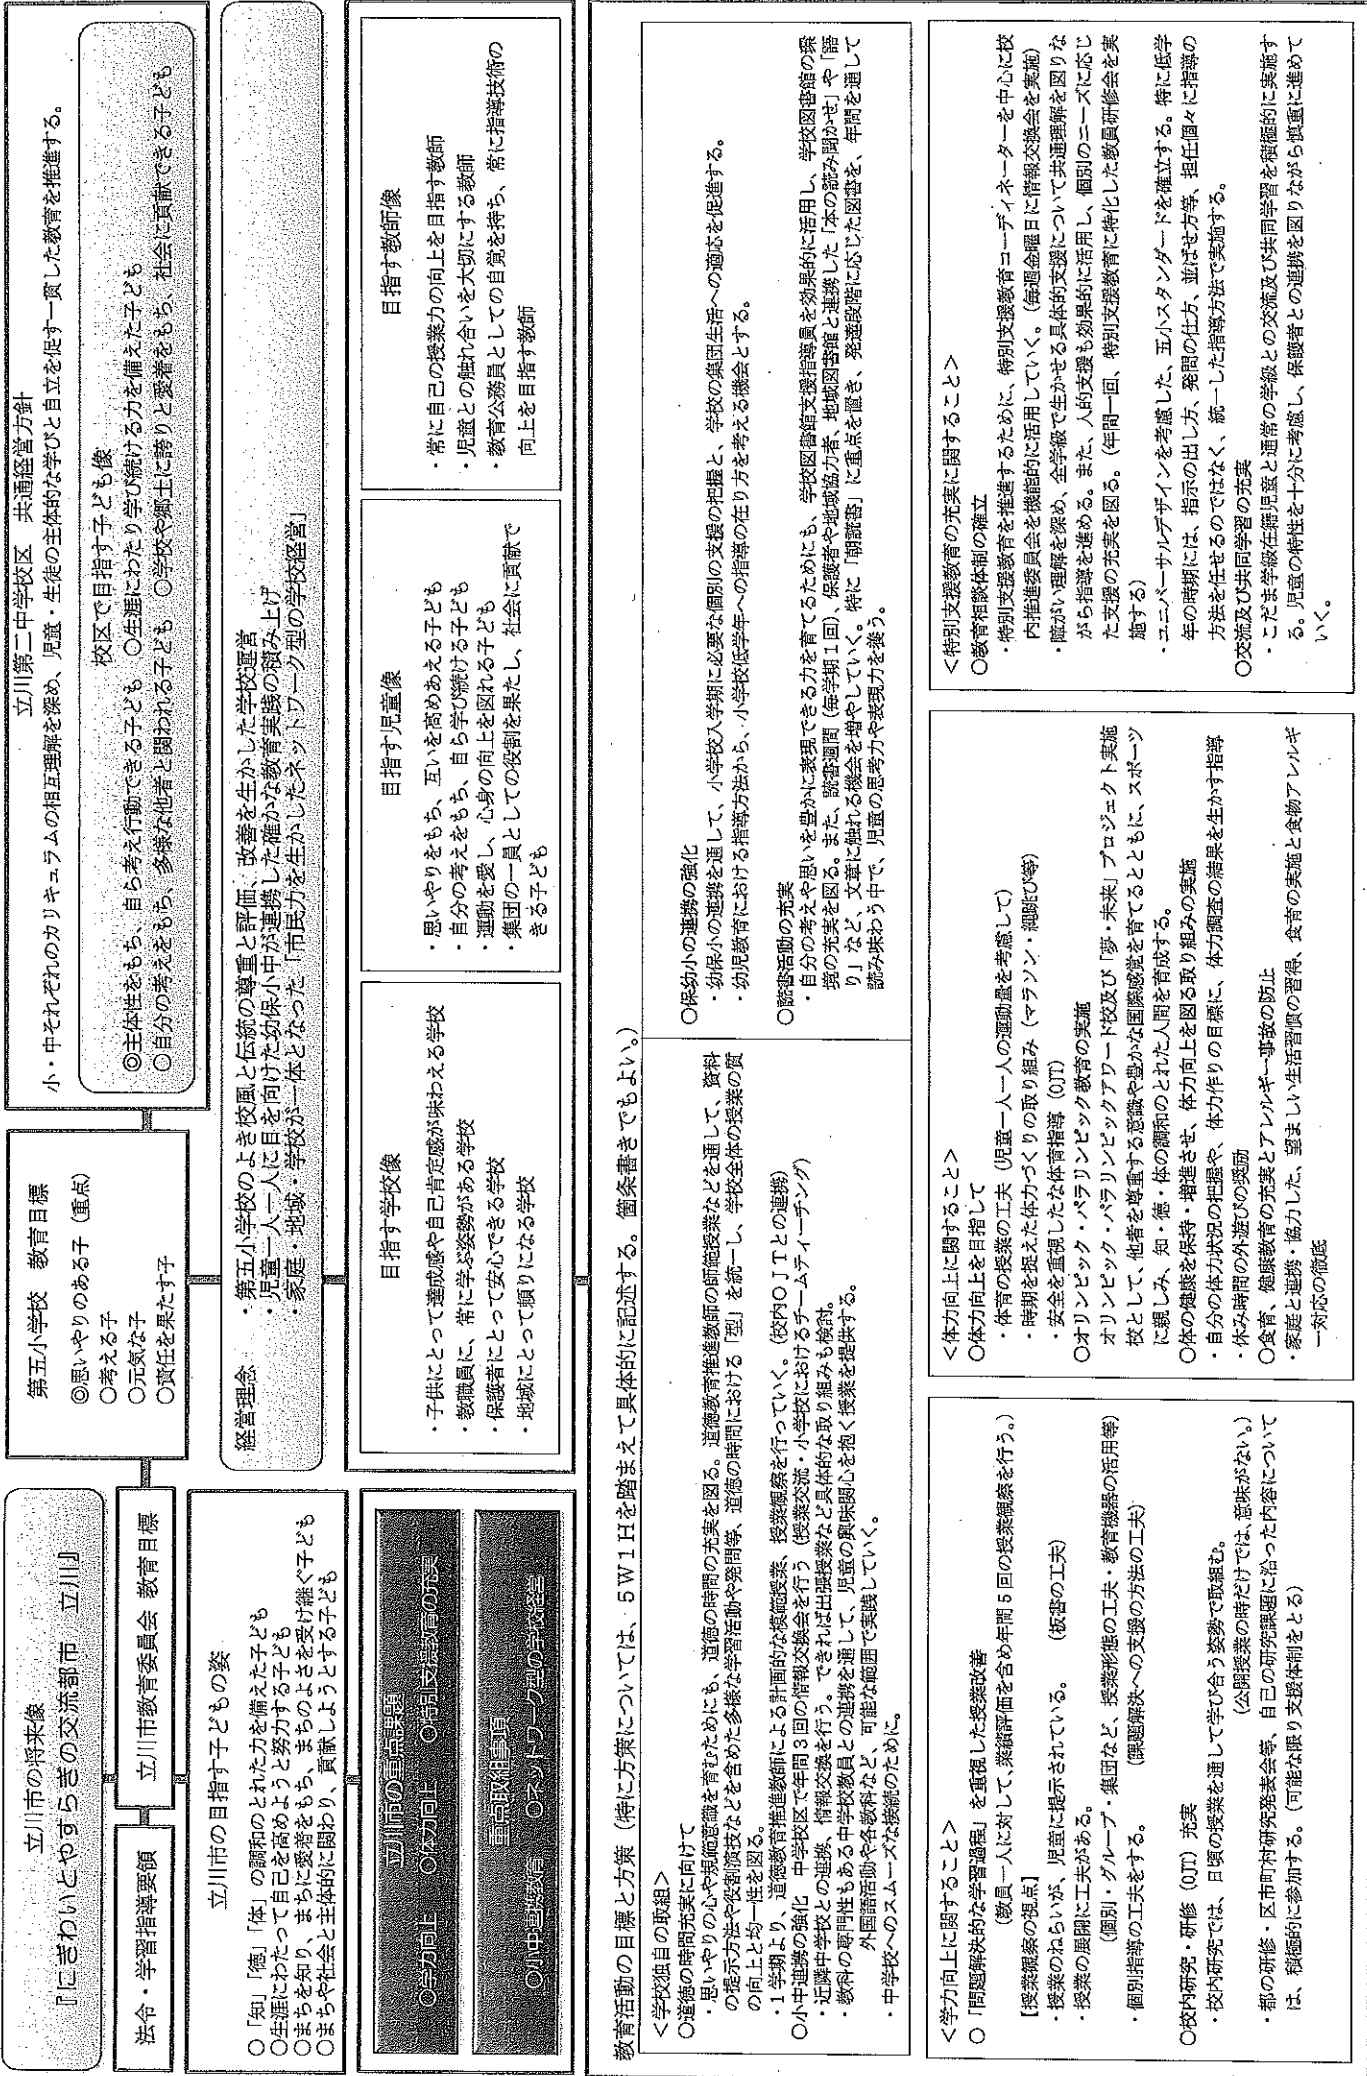 立川市の将来像
『にぎわいとやすらぎの交流都市　立川』
法令・学習指導要領
立川市教育委員会 教育目標
立川市の目指す子どもの姿
○「知」「徳」「体」の調和のとれた力を備えた子ども
○生涯にわたって自己を高めようと努力する子ども
○まちを知り、まちに愛着をもち、まちのよさを受け継ぐ子ども
○まちや社会と主体的に関わり、貢献しようとする子ども
立川市の重点課題
○学力向上　○体力向上　○特別支援教育の充実
重点取組事項
○小中連携教育　○ネットワーク型の学校経営
第五小学校　教育目標
◎思いやりのある子（重点）
○考える子
○元気な子
○責任を果たす子
立川第二中学校区　共通経営方針
小・中それぞれのカリキュラムの相互理解を深め、児童・生徒の主体的な学びと自立を促す一貫した教育を推進する。
校区で目指す子ども像
◎主体性をもち、自ら考え行動できる子ども　○生涯にわたり学び続ける力を備えた子ども
○自分の考えをもち、多様な他者と関われる子ども　○学校や郷土に誇りと愛着をもち、社会に貢献できる子ども
経営理念
・第五小学校のよき校風と伝統の尊重と評価、改善を生かした学校運営
・児童一人一人に目を向けた幼保小中が連携した確かな教育実践の積み上げ
・家庭・地域・学校が一体となった「市民力を生かしたネットワーク型の学校経営」
目指す学校像
・子供にとって達成感や自己肯定感が味わえる学校
・教職員に、常に学ぶ姿勢がある学校
・保護者にとって安心できる学校
・地域にとって頼りになる学校
目指す児童像
・思いやりをもち、互いを高めあえる子ども
・自分の考えをもち、自ら学び続ける子ども
・運動を愛し、心身の向上を図れる子ども
・集団の一員としての役割を果たし、社会に貢献で
きる子ども
目指す教師像
・常に自己の授業力の向上を目指す教師
・児童との触れ合いを大切にする教師
・教育公務員としての自覚を持ち、常に指導技術の
向上を目指す教師
教育活動の目標と方策（特に方策については、５Ｗ１Ｈを踏まえて具体的に記述する。箇条書きでもよい。）
＜学校独自の取組＞
○道徳の時間充実に向けて
・思いやりの心や規範意識を育むためにも、道徳の時間の充実を図る。道徳教育推進教師の師範授業などを通して、資料
の提示方法や役割演技などを含めた多様な学習活動や発問等、道徳の時間における「型」を統一し、学校全体の授業の質
の向上と均一性を図る。
・１学期より、道徳教育推進教師による計画的な模範授業、授業観察を行っていく。（校内ＯＪＴとの連携）
○小中連携の強化　中学校区で年間３回の情報交換会を行う（授業交流・小学校におけるチームティーチング）
・近隣中学校との連携、情報交換を行う。できれば出張授業など具体的な取り組みも検討。
・教科の専門性もある中学校教員との連携を通して、児童の興味関心を抱く授業を提供する。
外国語活動や各教科など、可能な範囲で実践していく。
・中学校へのスムーズな接続のために。
○保幼小の連携の強化
・幼保小の連携を通して、小学校入学期に必要な個別の支援の把握と、学校の集団生活への適応を促進する。
・幼児教育における指導方法から、小学校低学年への指導の在り方を考える機会とする。
○読書活動の充実
・自分の考えや思いを豊かに表現できる力を育てるためにも、学校図書館支援指導員を効果的に活用し、学校図書館の環
境の充実を図る。また、読書週間（毎学期１回）、保護者や地域協力者、地域図書館と連携した「本の読み聞かせ」や「語
り」など、文章に触れる機会を増やしていく。特に「朝読書」に重点を置き、発達段階に応じた図書を、年間を通して
読み味わう中で、児童の思考力や表現力を養う。
＜学力向上に関すること＞
○「問題解決的な学習過程」を重視した授業改善
（教員一人に対して、業績評価を含め年間５回の授業観察を行う。）
【授業観察の視点】
・授業のねらいが、児童に提示されている。　（板書の工夫）
・授業の展開に工夫がある。
（個別・グループ・集団など、授業形態の工夫・教育機器の活用等）
・個別指導の工夫をする。　（課題解決への支援の方法の工夫）
○校内研究・研修（OJT）充実
・校内研究では、日頃の授業を通して学び合う姿勢で取組む。
（公開授業の時だけでは、意味がない。）
・都の研修・区市町村研究発表会等、自己の研究課題に沿った内容について
は、積極的に参加する。（可能な限り支援体制をとる）
＜体力向上に関すること＞
○体力向上を目指して
・体育の授業の工夫（児童一人一人の運動量を考慮して）
・時期を捉えた体力づくりの取り組み（マラソン・縄跳び等）
・安全を重視したな体育指導（OJT）
○オリンピック・パラリンピック教育の実施
オリンピック・パラリンピックアワード校及び「夢・未来」プロジェクト実施
校として、他者を尊重する意識や豊かな国際感覚を育てるとともに、スポーツ
に親しみ、知・徳・体の調和のとれた人間を育成する。
○体の健康を保持・増進させ、体力向上を図る取り組みの実施
・自分の体力状況の把握や、体力作りの目標に、体力調査の結果を生かす指導
・休み時間の外遊びの奨励
○食育、健康教育の充実とアレルギー事故の防止
・家庭と連携・協力した、望ましい生活習慣の習得、食育の実施と食物アレルギ
ー対応の徹底
＜特別支援教育の充実に関すること＞
○教育相談体制の確立
・特別支援教育を推進するために、特別支援教育コーディネーターを中心に校
内推進委員会を機能的に活用していく。（毎週金曜日に情報交換会を実施）
・障がい理解を深め、全学級で生かせる具体的支援について共通理解を図りな
がら指導を進める。また、人的支援も効果的に活用し、個別のニーズに応じ
た支援の充実を図る。（年間一回、特別支援教育に特化した教員研修会を実
施する）
・ユニバーサルデザインを考慮した、五小スタンダードを確立する。特に低学
年の時期には、指示の出し方、発問の仕方、並ばせ方等、担任個々に指導の
方法を任せるのではなく、統一した指導方法で実施する。
○交流及び共同学習の充実
・こだま学級在籍児童と通常の学級との交流及び共同学習を積極的に実施す
る。児童の特性を十分に考慮し、保護者との連携を図りながら慎重に進めて
いく。